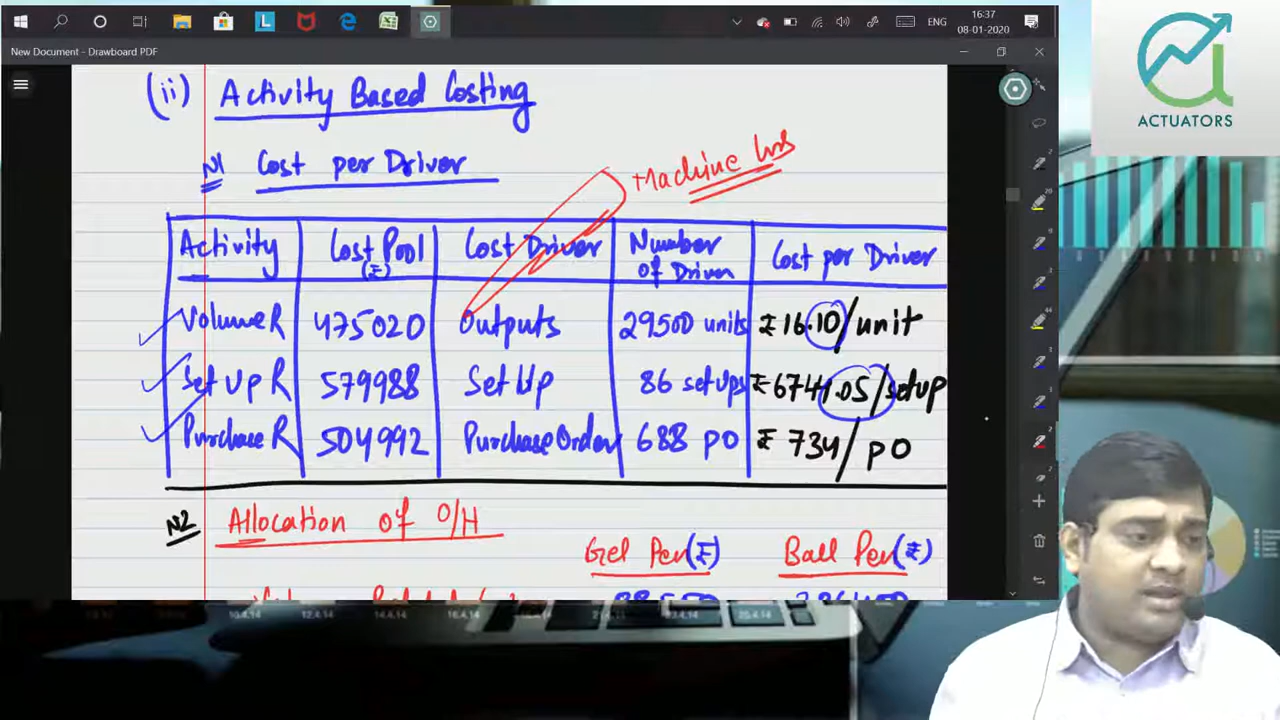 16:37
ENG
08-01-2020
New Document - Drawboard PDF
ACTUATORS
(ii) Activity Based Costing
N1 Cost per Driver
Machine hrs
Activity Cost Pool (₹) Cost Driver Number of Driver Cost per Driver
Volume R 475020 Outputs 29500 units ₹16.10/unit
Set Up R 579988 Set Up 86 setups ₹6744.05/setup
Purchase R 504992 Purchase Order 688 PO ₹ 734/PO
N2 Allocation of O/H
Gel Pen(₹) Ball Pen(₹)